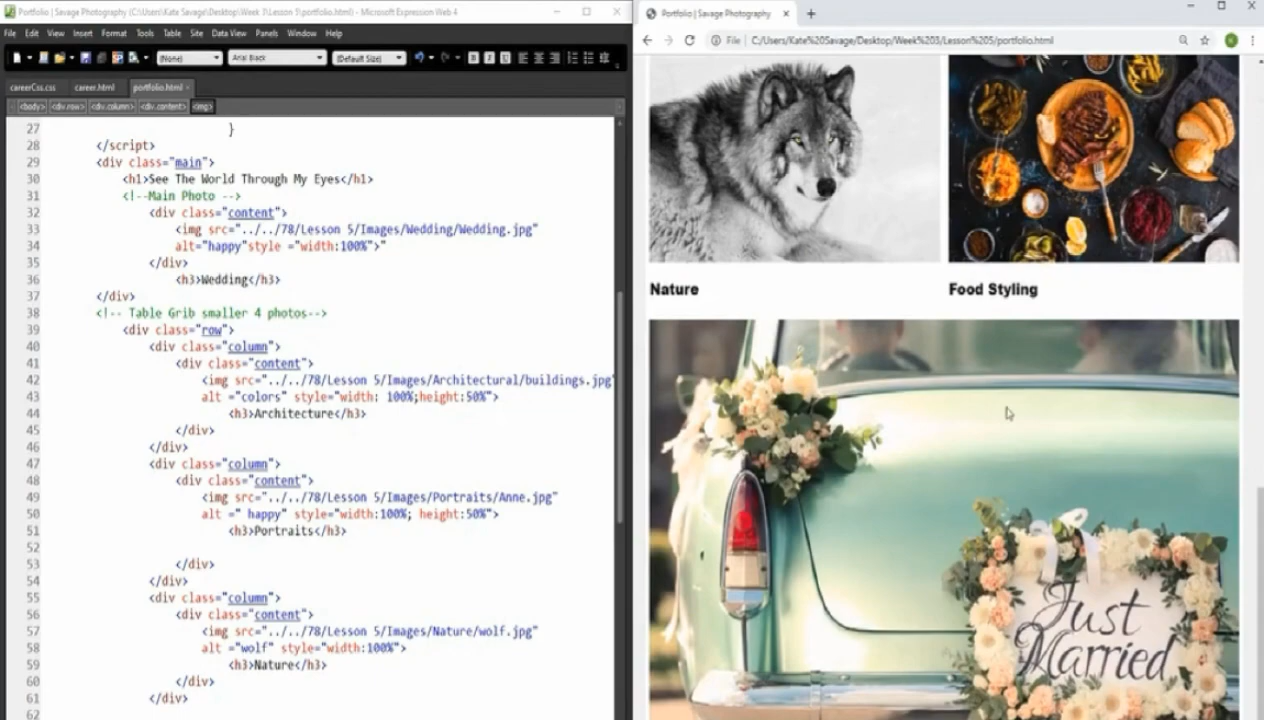 Portfolio | Savage Photography (C:\Users\Kate Savage\Desktop\Week 3\Lesson 5\portfolio.html) - Microsoft Expression Web 4
File Edit View Insert Format Tools Table Site Data View Panels Window Help
(None) Arial Black (Default Size)
careerCss.css career.html portfolio.html
<body> <div.row> <div.column> <div.content> <img>
27 }
28 </script>
29 <div class="main">
30 <h1>See The World Through My Eyes</h1>
31 <!--Main Photo -->
32 <div class="content">
33 <img src="../../78/Lesson 5/Images/Wedding/Wedding.jpg"
34 alt="happy"style ="width:100%">"
35 </div>
36 <h3>Wedding</h3>
37 </div>
38 <!-- Table Grib smaller 4 photos-->
39 <div class="row">
40 <div class="column">
41 <div class="content">
42 <img src="../../78/Lesson 5/Images/Architectural/buildings.jpg"
43 alt ="colors" style="width: 100%;height:50%">
44 <h3>Architecture</h3>
45 </div>
46 </div>
47 <div class="column">
48 <div class="content">
49 <img src="../../78/Lesson 5/Images/Portraits/Anne.jpg"
50 alt =" happy" style="width:100%; height:50%">
51 <h3>Portraits</h3>
52
53 </div>
54 </div>
55 <div class="column">
56 <div class="content">
57 <img src="../../78/Lesson 5/Images/Nature/wolf.jpg"
58 alt ="wolf" style="width:100%">
59 <h3>Nature</h3>
60 </div>
61 </div>
62
Portfolio | Savage Photography
File C:/Users/Kate%20Savage/Desktop/Week%203/Lesson%205/portfolio.html
Nature
Food Styling
Just
Married